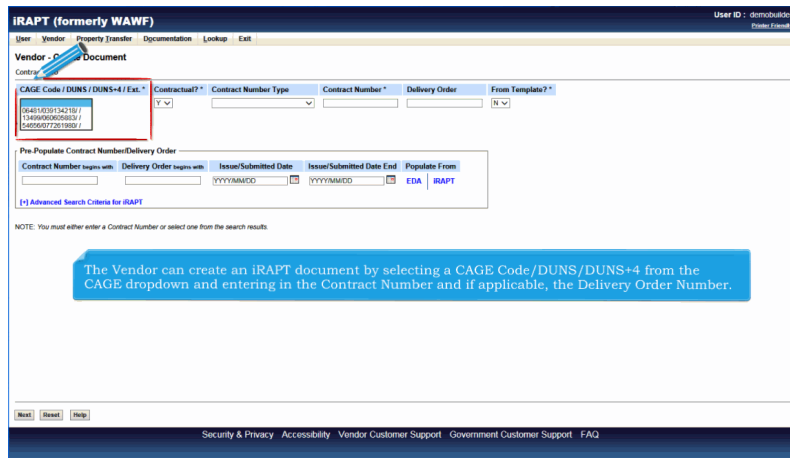 iRAPT (formerly WAWF)
User ID : demobuilde
Printer Friendl
User Vendor Property Transfer Documentation Lookup Exit
Vendor - C Document
Contra
CAGE Code / DUNS / DUNS+4 / Ext. * Contractual? * Contract Number Type Contract Number * Delivery Order From Template? *
Y N
06481/039134218/ /
13499/060605883/ /
54656/077261980/ /
Pre-Populate Contract Number/Delivery Order
Contract Number begins with Delivery Order begins with Issue/Submitted Date Issue/Submitted Date End Populate From
YYYY/MM/DD YYYY/MM/DD EDA iRAPT
[+] Advanced Search Criteria for iRAPT
NOTE: You must either enter a Contract Number or select one from the search results.
The Vendor can create an iRAPT document by selecting a CAGE Code/DUNS/DUNS+4 from the
CAGE dropdown and entering in the Contract Number and if applicable, the Delivery Order Number.
Next Reset Help
Security & Privacy Accessibility Vendor Customer Support Government Customer Support FAQ